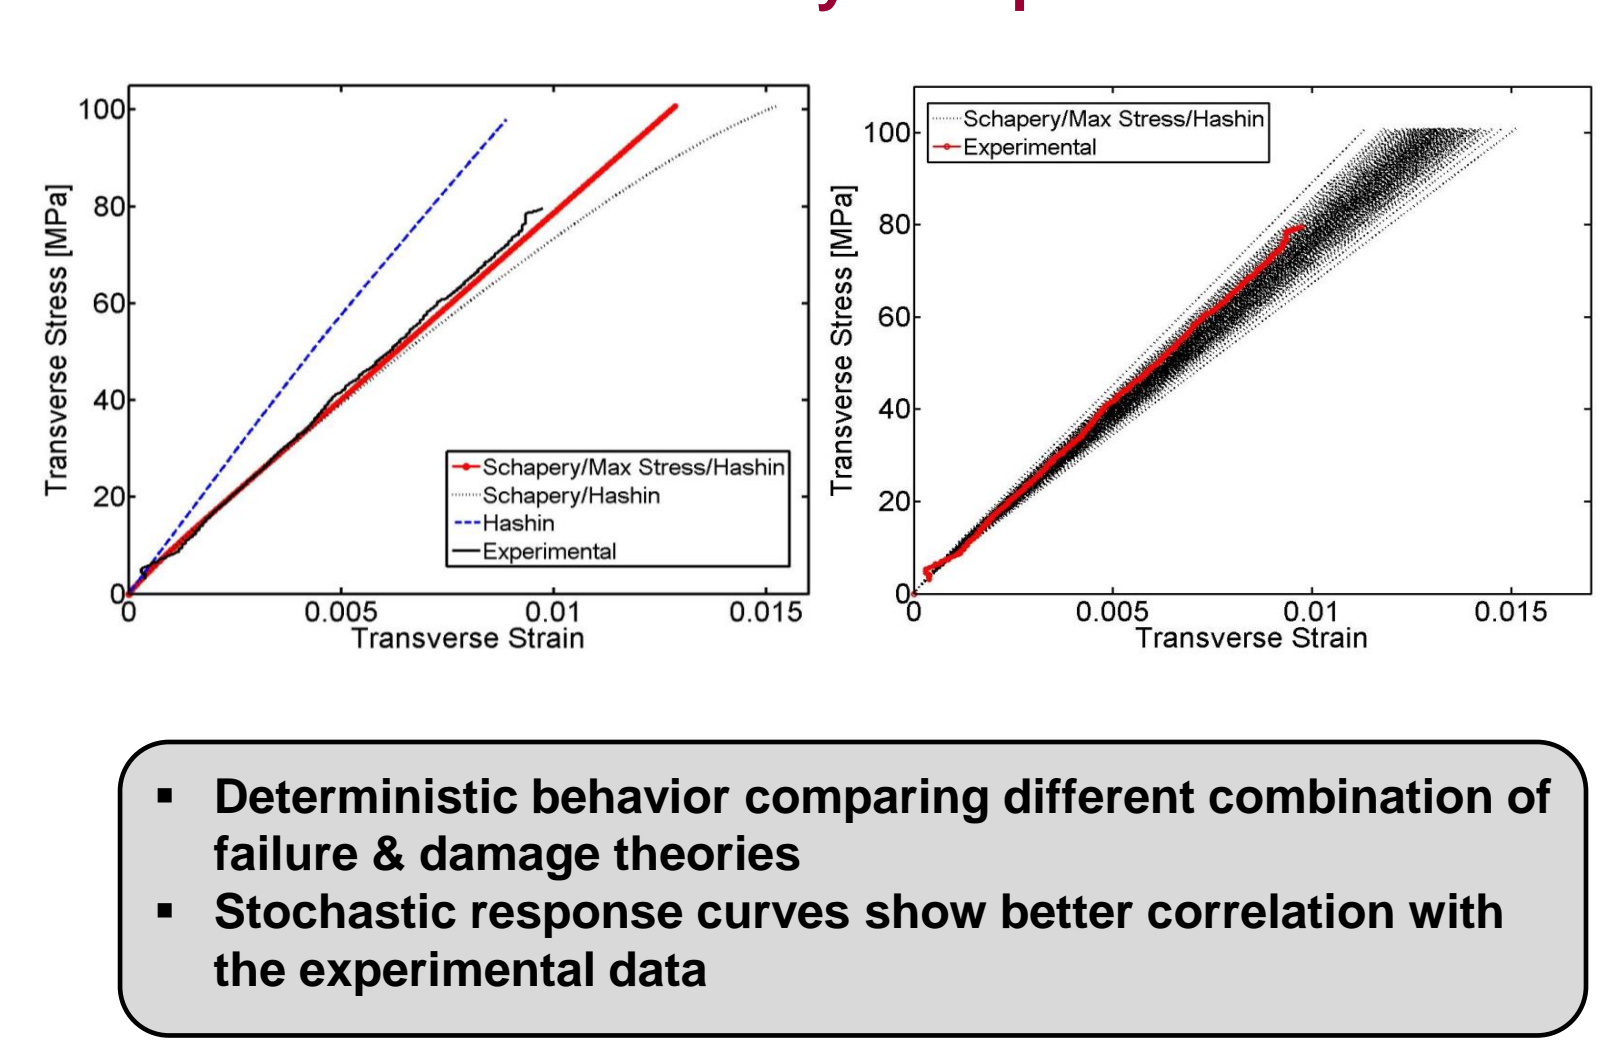 100
80
60
40
20
0
0
0.005
0.01
0.015
Transverse Stress [MPa]
Transverse Strain
Schapery/Max Stress/Hashin
Schapery/Hashin
Hashin
Experimental
100
80
60
40
20
0
0
0.005
0.01
0.015
Transverse Stress [MPa]
Transverse Strain
Schapery/Max Stress/Hashin
Experimental
▪ Deterministic behavior comparing different combination of
failure & damage theories
▪ Stochastic response curves show better correlation with
the experimental data